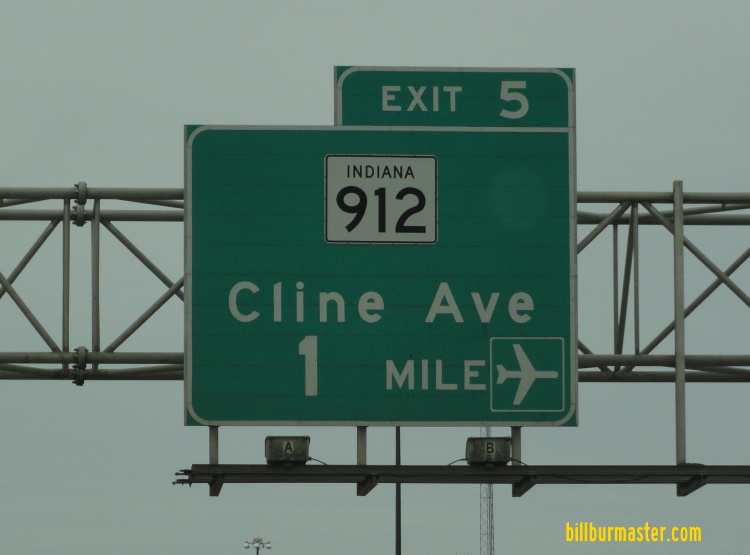 EXIT 5
INDIANA
912
Cline Ave
1 MILE
A B
billburmaster.com